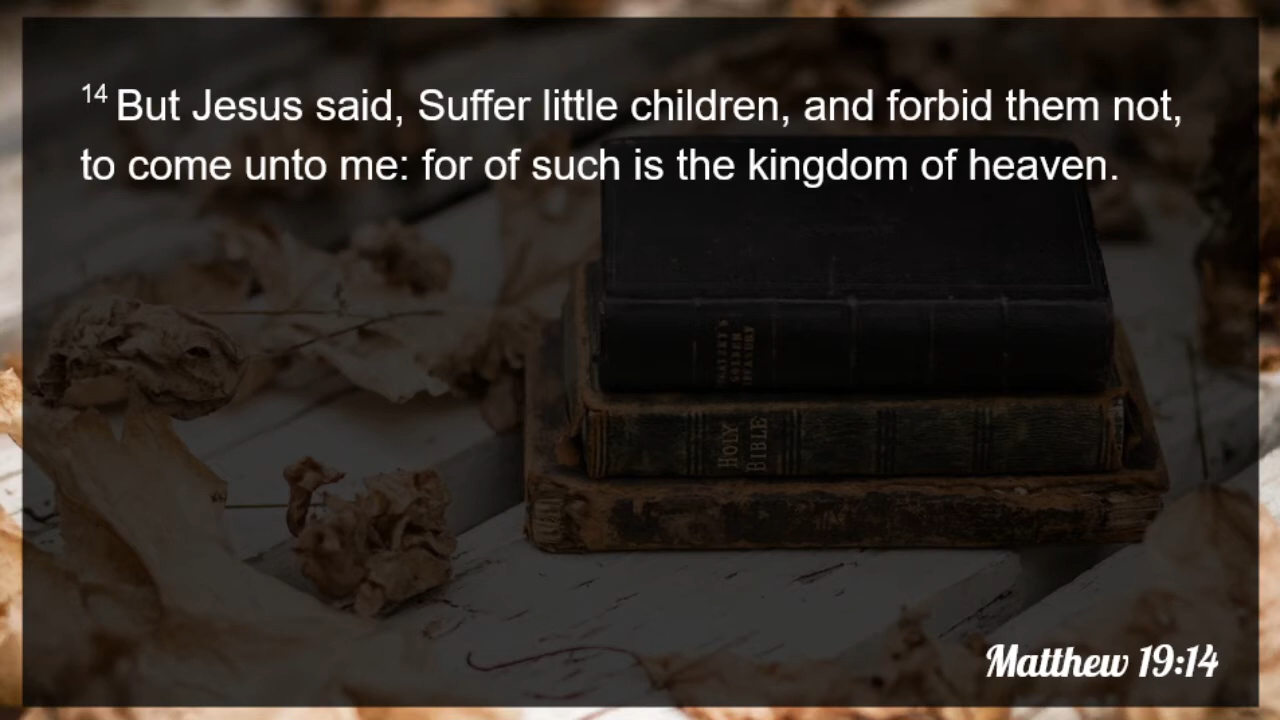 14 But Jesus said, Suffer little children, and forbid them not,
to come unto me: for of such is the kingdom of heaven.
GOLDEN
HOLY
BIBLE
Matthew 19:14